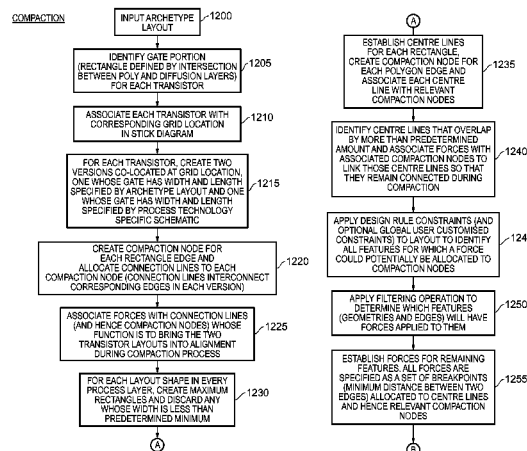 COMPACTION
INPUT ARCHETYPE
LAYOUT
1200
IDENTIFY GATE PORTION
(RECTANGLE DEFINED BY INTERSECTION
BETWEEN POLY AND DIFFUSION LAYERS)
FOR EACH TRANSISTOR
1205
ASSOCIATE EACH TRANSISTOR WITH
CORRESPONDING GRID LOCATION
IN STICK DIAGRAM
1210
FOR EACH TRANSISTOR, CREATE TWO
VERSIONS CO-LOCATED AT GRID LOCATION,
ONE WHOSE GATE HAS WIDTH AND LENGTH
SPECIFIED BY ARCHETYPE LAYOUT AND ONE
WHOSE GATE HAS WIDTH AND LENGTH
SPECIFIED BY PROCESS TECHNOLOGY
SPECIFIC SCHEMATIC
1215
CREATE COMPACTION NODE FOR
EACH RECTANGLE EDGE AND
ALLOCATE CONNECTION LINES TO EACH
COMPACTION NODE (CONNECTION LINES INTERCONNECT
CORRESPONDING EDGES IN EACH VERSION)
1220
ASSOCIATE FORCES WITH CONNECTION LINES
(AND HENCE COMPACTION NODES) WHOSE
FUNCTION IS TO BRING THE TWO
TRANSISTOR LAYOUTS INTO ALIGNMENT
DURING COMPACTION PROCESS
1225
FOR EACH LAYOUT SHAPE IN EVERY
PROCESS LAYER, CREATE MAXIMUM
RECTANGLES AND DISCARD ANY
WHOSE WIDTH IS LESS THAN
PREDETERMINED MINIMUM
1230
A
A
ESTABLISH CENTRE LINES
FOR EACH RECTANGLE,
CREATE COMPACTION NODE FOR
EACH POLYGON EDGE AND
ASSOCIATE EACH CENTRE
LINE WITH RELEVANT
COMPACTION NODES
1235
IDENTIFY CENTRE LINES THAT OVERLAP
BY MORE THAN PREDETERMINED
AMOUNT AND ASSOCIATE FORCES WITH
ASSOCIATED COMPACTION NODES TO
LINK THOSE CENTRE LINES SO THAT
THEY REMAIN CONNECTED DURING
COMPACTION
1240
APPLY DESIGN RULE CONSTRAINTS (AND
OPTIONAL GLOBAL USER CUSTOMISED
CONSTRAINTS) TO LAYOUT TO IDENTIFY
ALL FEATURES FOR WHICH A FORCE
COULD POTENTIALLY BE ALLOCATED TO
COMPACTION NODES
APPLY FILTERING OPERATION TO
DETERMINE WHICH FEATURES
(GEOMETRIES AND EDGES) WILL HAVE
FORCES APPLIED TO THEM
1250
ESTABLISH FORCES FOR REMAINING
FEATURES. ALL FORCES ARE
SPECIFIED AS A SET OF BREAKPOINTS
(MINIMUM DISTANCE BETWEEN TWO
EDGES) ALLOCATED TO CENTRE LINES
AND HENCE RELEVANT COMPACTION
NODES
1255